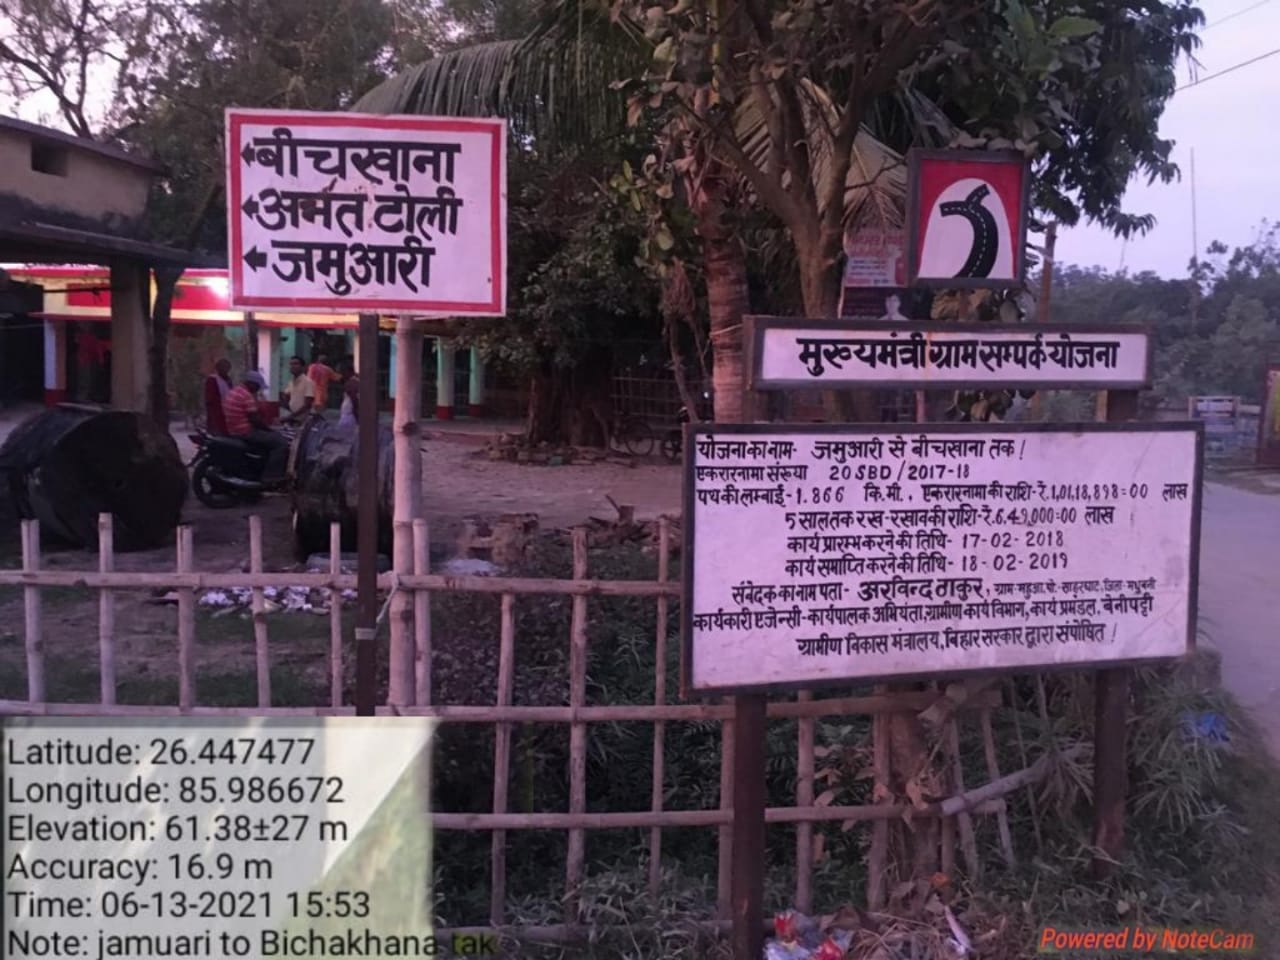 बीचखाना
अर्मत टोली
जमुआरी
मुख्यमंत्री ग्राम सम्पर्क योजना
योजना का नाम- जमुआरी से बीचखाना तक!
एकरारनामा संख्या 20 SBD/2017-18
पथ की लम्बाई-1.866 कि.मी., एकरारनामा की राशि-रॅ.1,01,18,898=00 लाख
5 साल तक रख-रखाव की राशि-रॅ.6,49,000=00 लाख
कार्य प्रारम्भ करने की तिथि- 17-02-2018
कार्य समाप्ति करने की तिथि- 18-02-2019
संवेदक का नाम पता- अरविन्द ठाकुर, ग्राम-महुआ, पो.-साहरघाट, जिला-मधुबनी
कार्यकारी एजेन्सी-कार्यपालक अभियंता,ग्रामीण कार्य विभाग, कार्य प्रमंडल, बेनीपट्टी
ग्रामीण विकास मंत्रालय, बिहार सरकार द्वारा संपोषित!
Latitude: 26.447477
Longitude: 85.986672
Elevation: 61.38±27 m
Accuracy: 16.9 m
Time: 06-13-2021 15:53
Note: jamuari to Bichakhana tak
Powered by NoteCam